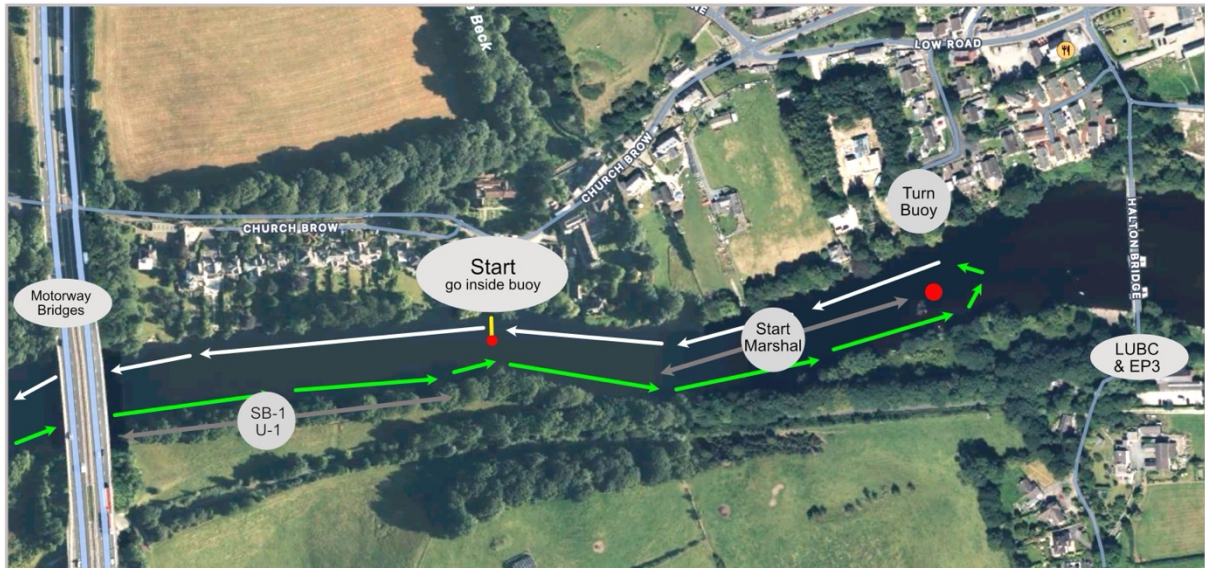 Beck
LOW ROAD
CHURCH BROW
Turn
Buoy
CHURCH BROW
HALTON BRIDGE
Start
go inside buoy
Motorway
Bridges
Start
Marshal
LUBC
& EP3
SB-1
U-1